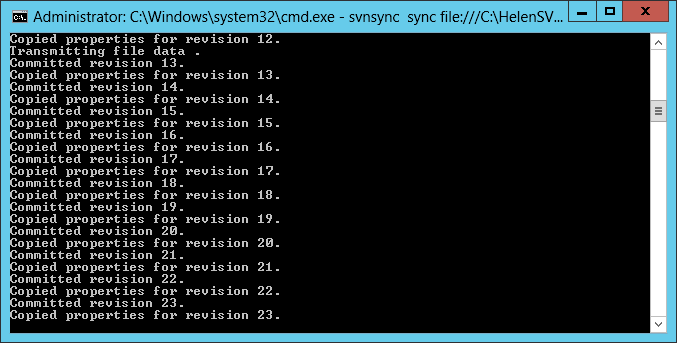 Administrator: C:\Windows\system32\cmd.exe - svnsync  sync file:///C:\HelenSV...
Copied properties for revision 12.
Transmitting file data .
Committed revision 13.
Copied properties for revision 13.
Committed revision 14.
Copied properties for revision 14.
Committed revision 15.
Copied properties for revision 15.
Committed revision 16.
Copied properties for revision 16.
Committed revision 17.
Copied properties for revision 17.
Committed revision 18.
Copied properties for revision 18.
Committed revision 19.
Copied properties for revision 19.
Committed revision 20.
Copied properties for revision 20.
Committed revision 21.
Copied properties for revision 21.
Committed revision 22.
Copied properties for revision 22.
Committed revision 23.
Copied properties for revision 23.